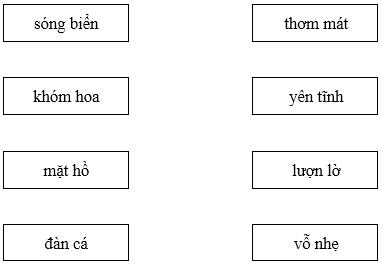 sóng biển thơm mát
khóm hoa yên tĩnh
mặt hồ lượn lờ
đàn cá vỗ nhẹ